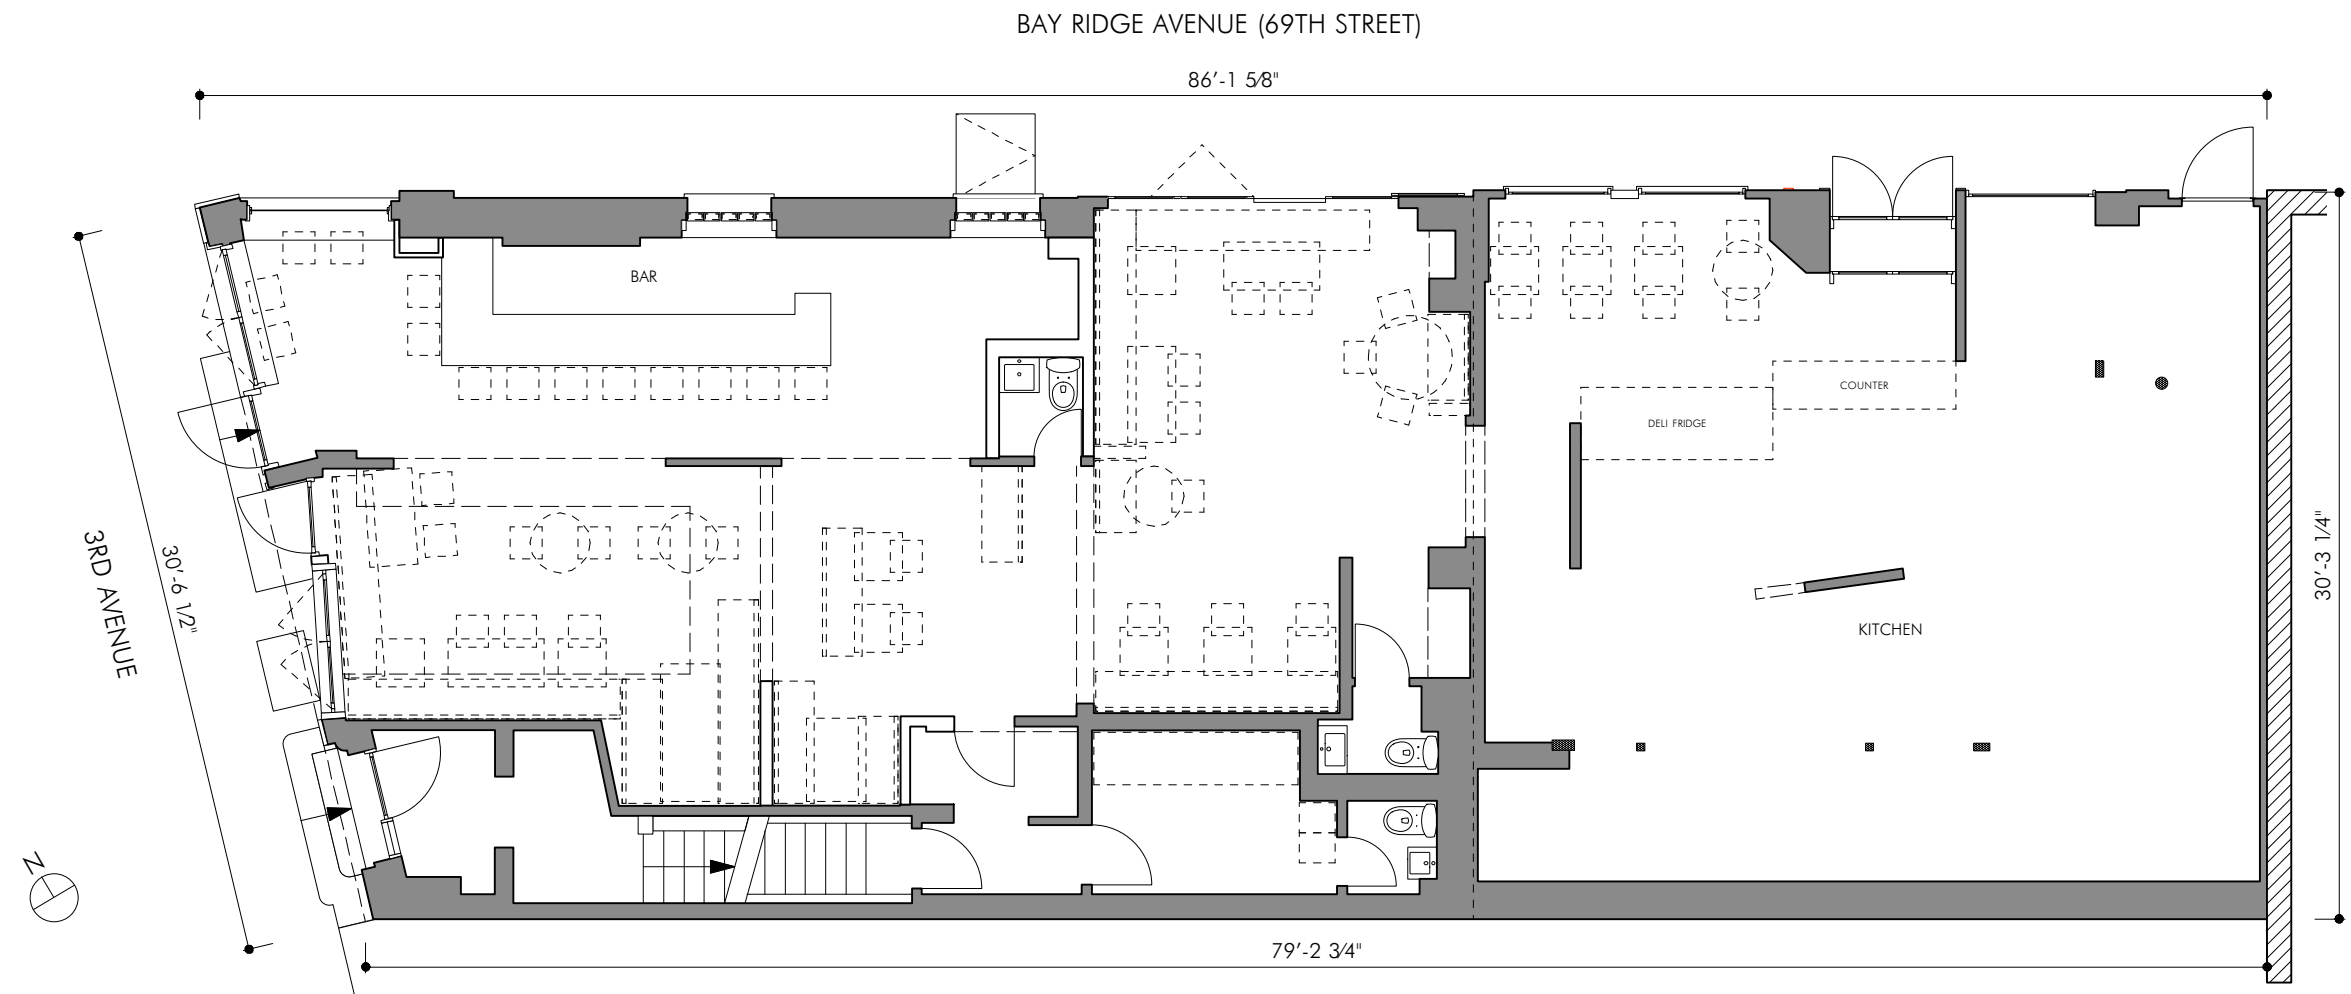 BAY RIDGE AVENUE (69TH STREET)
86'-1 5/8"
BAR
COUNTER
DELI FRIDGE
3RD AVENUE
30'-6 1/2"
30'-3 1/4"
KITCHEN
N
79'-2 3/4"